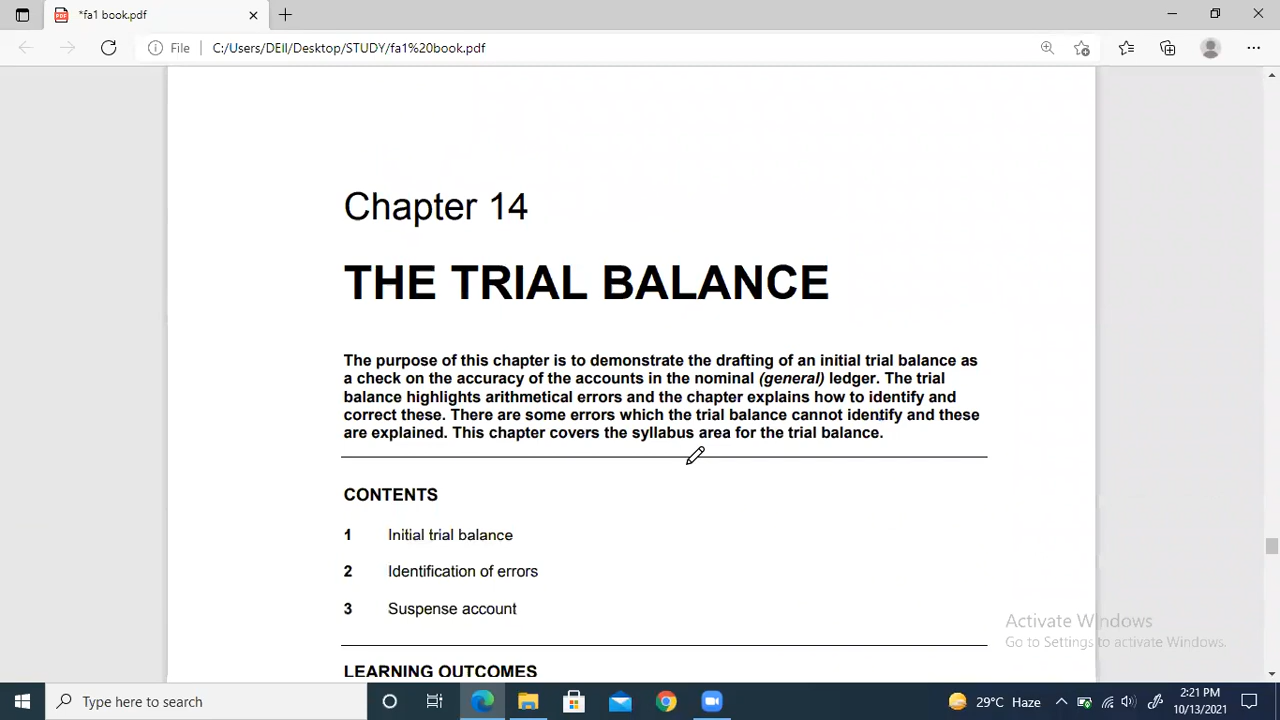 *fa1 book.pdf
File C:/Users/DEll/Desktop/STUDY/fa1%20book.pdf
Chapter 14
THE TRIAL BALANCE
The purpose of this chapter is to demonstrate the drafting of an initial trial balance as
a check on the accuracy of the accounts in the nominal (general) ledger. The trial
balance highlights arithmetical errors and the chapter explains how to identify and
correct these. There are some errors which the trial balance cannot identify and these
are explained. This chapter covers the syllabus area for the trial balance.
CONTENTS
1 Initial trial balance
2 Identification of errors
3 Suspense account
Activate Windows
Go to Settings to activate Windows.
LEARNING OUTCOMES
Type here to search
29°C Haze
2:21 PM
10/13/2021